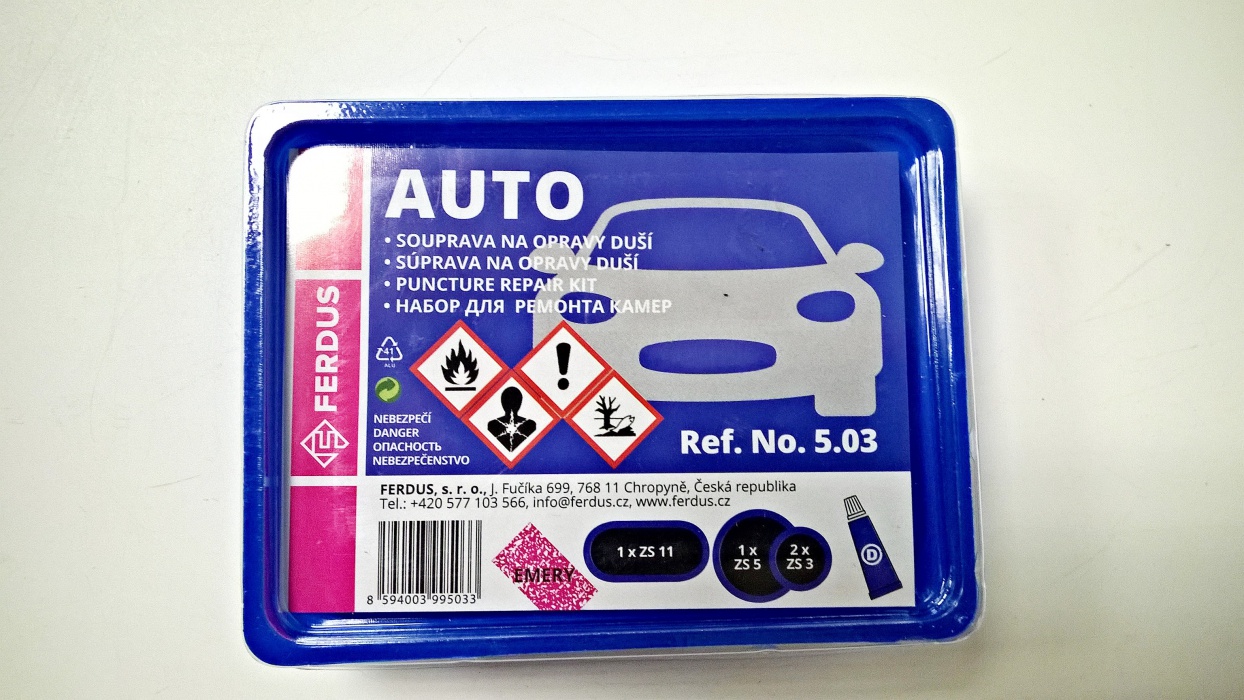 AUTO
• SOUPRAVA NA OPRAVY DUŠÍ
• SÚPRAVA NA OPRAVY DUŠÍ
• PUNCTURE REPAIR KIT
• НАБОР ДЛЯ РЕМОНТА КАМЕР
FERDUS
41
ALU
NEBEZPEČÍ
DANGER
ОПАСНОСТЬ
NEBEZPEČENSTVO
Ref. No. 5.03
FERDUS, s. r. o., J. Fučíka 699, 768 11 Chropyně, Česká republika
Tel.: +420 577 103 566, info@ferdus.cz, www.ferdus.cz
8 594003 995033
EMERY
1 x ZS 11
1 x
ZS 5
2 x
ZS 3
D